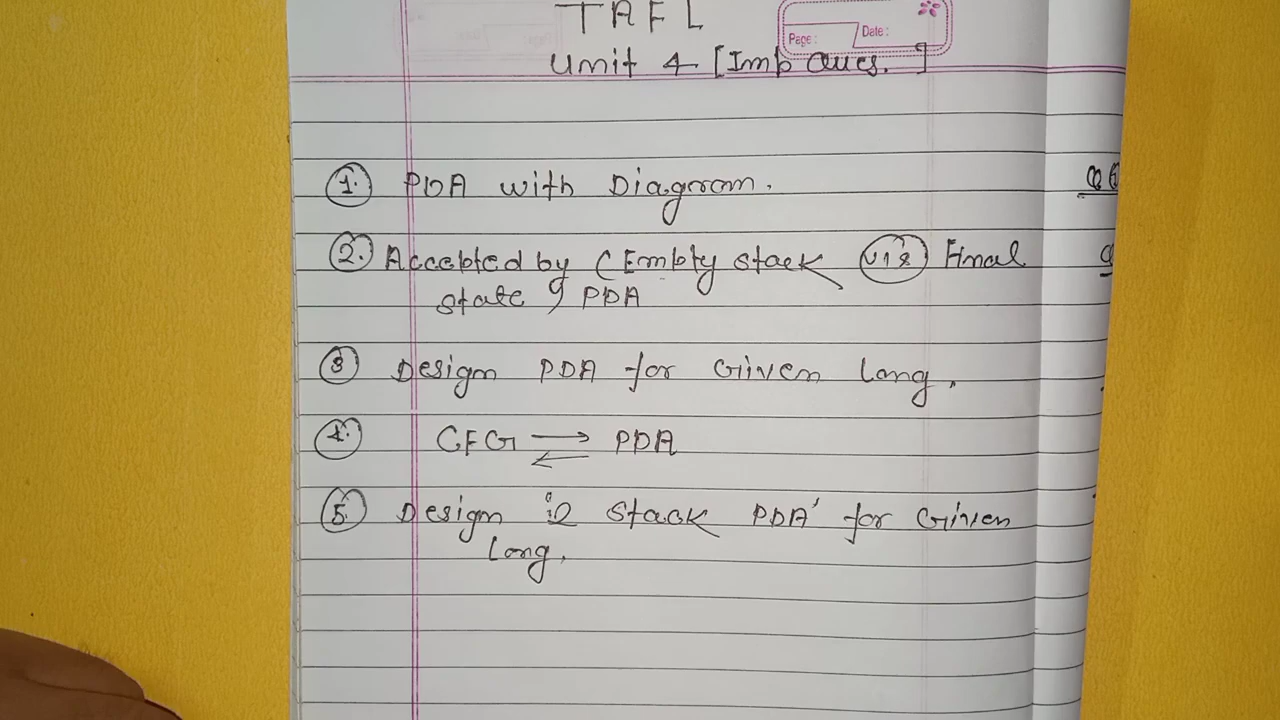 TAFL
Page: Date:
Unit 4 [Imp Ques.]
1. PDA with Diagram.
2. Accepted by (Empty stack v/s Final
state of PDA
3 Design PDA for Given Lang.
4. CFG ⇄ PDA
5. Design '2 Stack PDA' for Given
Lang.